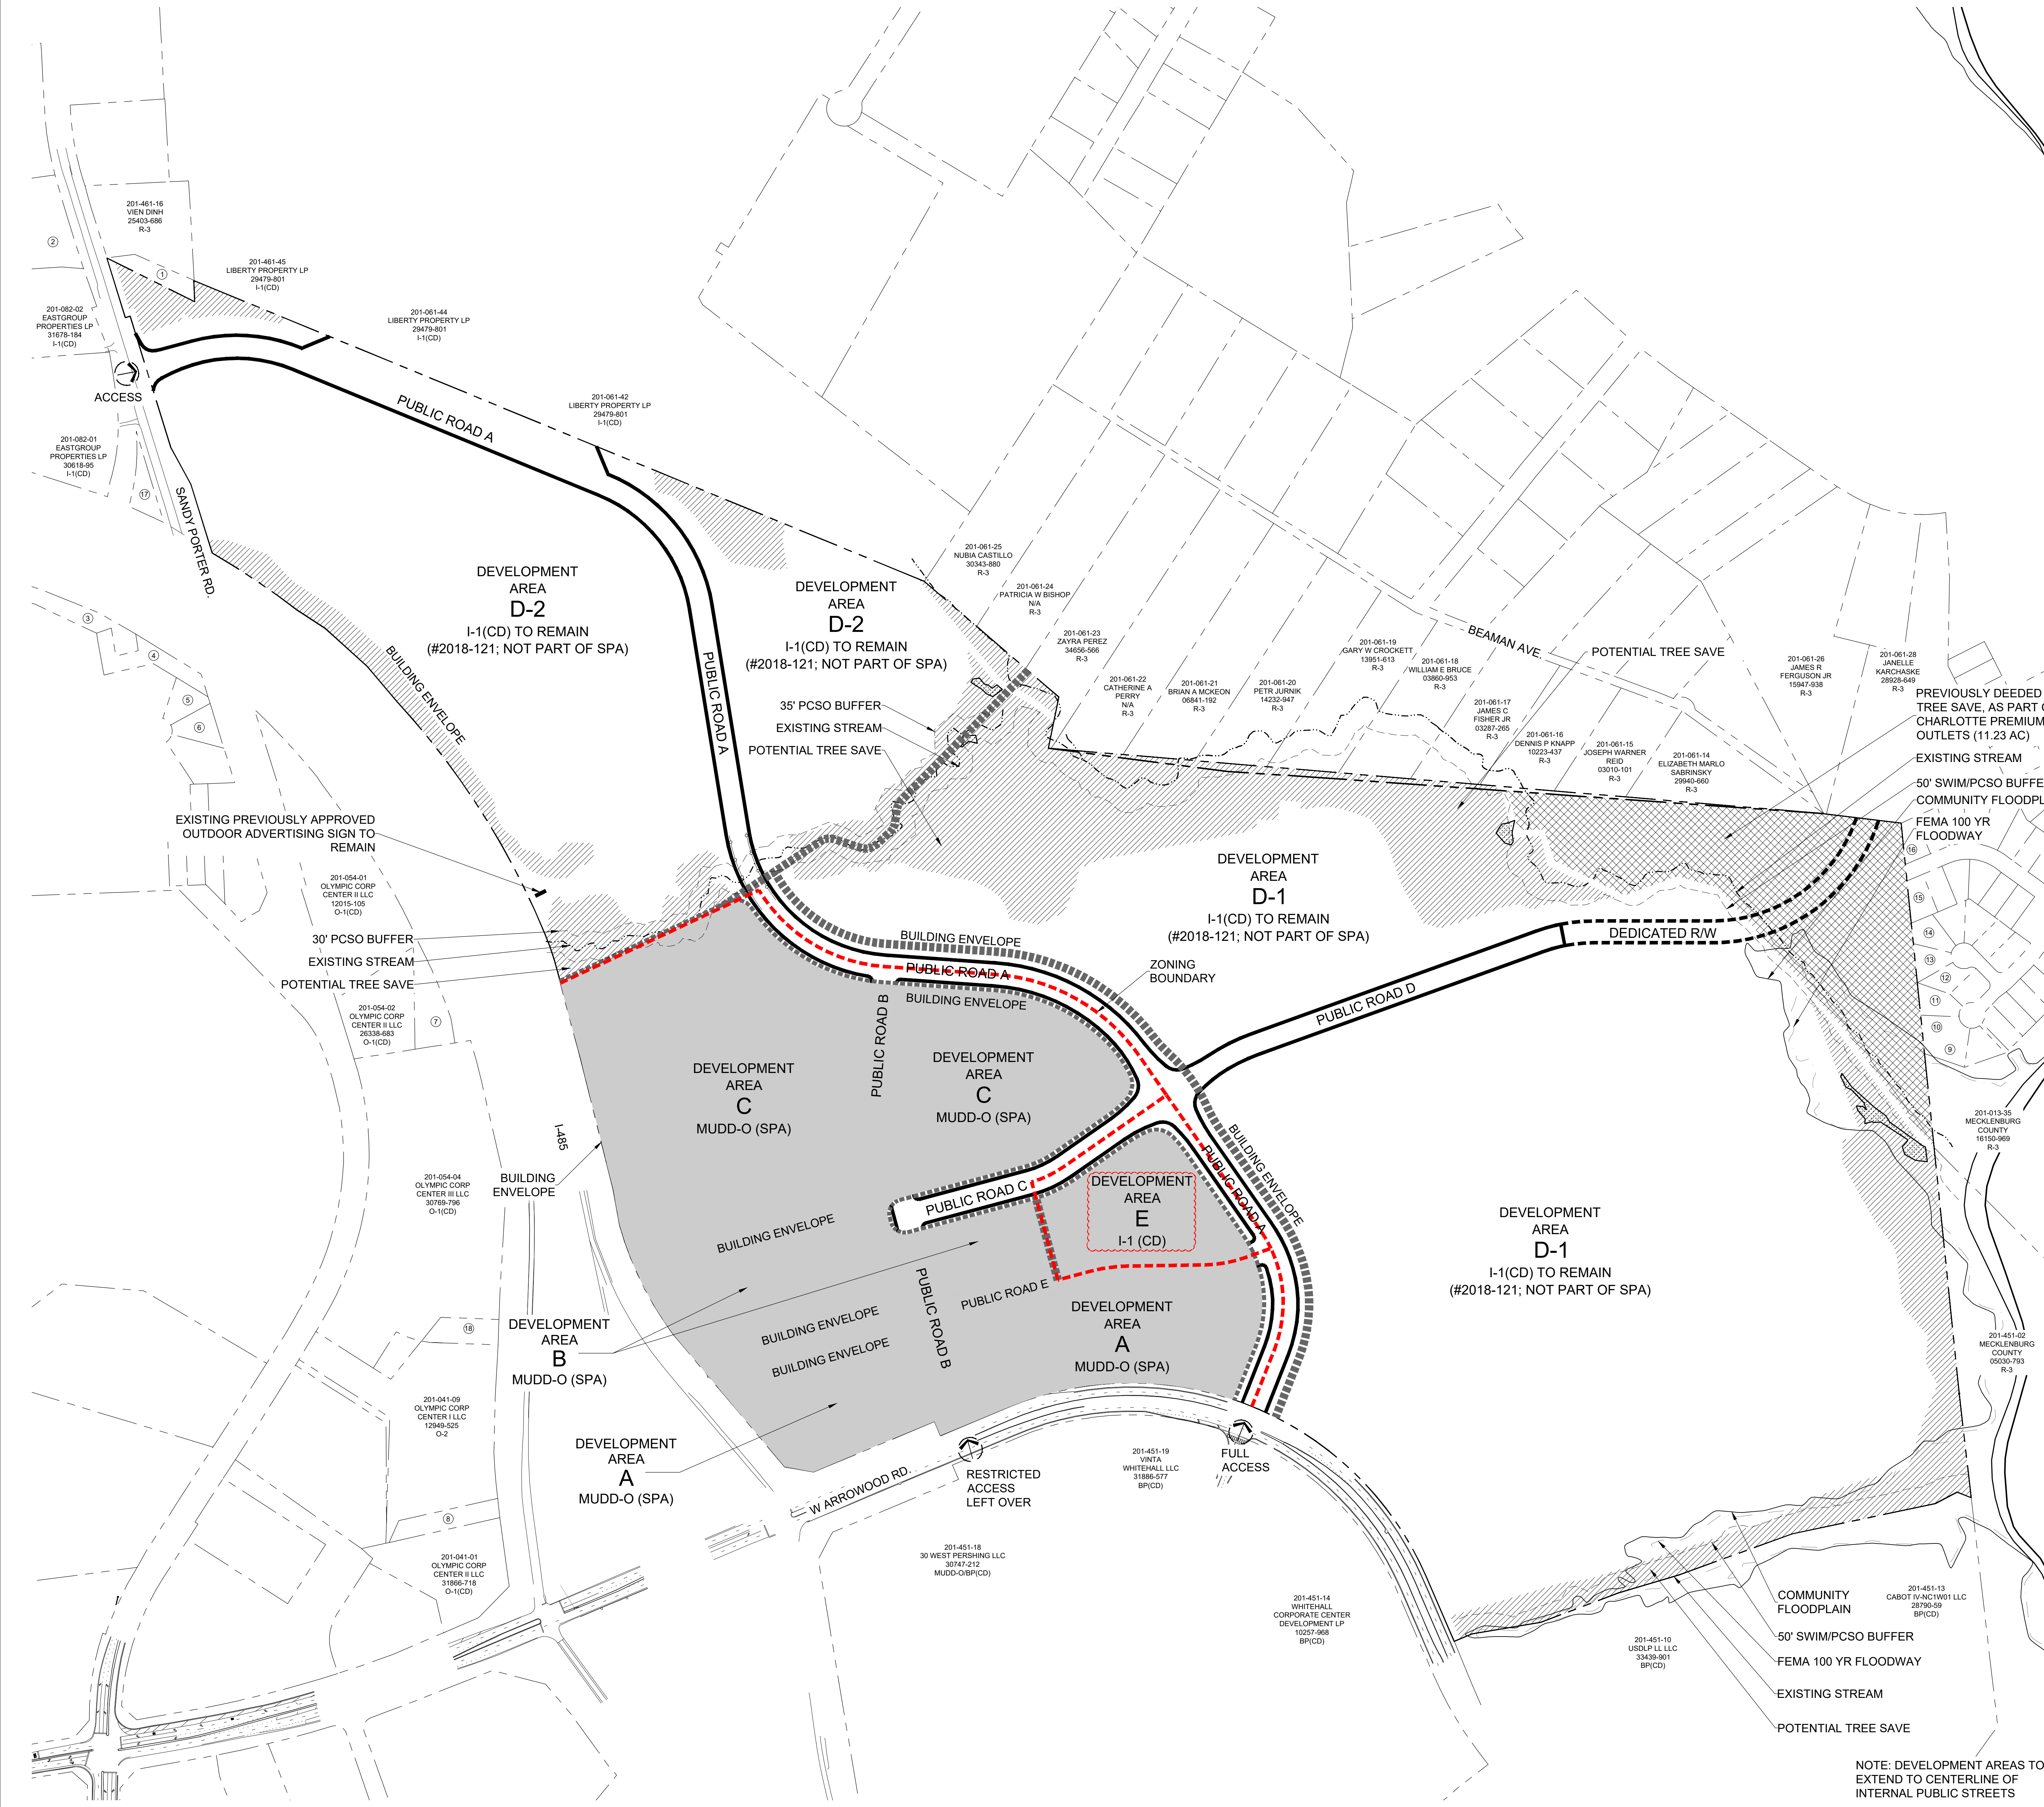 201-461-16
VIEN DINH
25403-686
R-3
2
1
201-461-45
LIBERTY PROPERTY LP
29479-801
I-1(CD)
201-082-02
EASTGROUP
PROPERTIES LP
31678-184
I-1(CD)
201-061-44
LIBERTY PROPERTY LP
29479-801
I-1(CD)
ACCESS
PUBLIC ROAD A
201-061-42
LIBERTY PROPERTY LP
29479-801
I-1(CD)
201-082-01
EASTGROUP
PROPERTIES LP
30618-95
I-1(CD)
17
SANDY PORTER RD.
DEVELOPMENT
AREA
D-2
I-1(CD) TO REMAIN
(#2018-121; NOT PART OF SPA)
DEVELOPMENT
AREA
D-2
I-1(CD) TO REMAIN
(#2018-121; NOT PART OF SPA)
201-061-25
NUBIA CASTILLO
30343-880
R-3
201-061-24
PATRICIA W BISHOP
N/A
R-3
201-061-23
ZAYRA PEREZ
34656-566
R-3
201-061-22
CATHERINE A
PERRY
N/A
R-3
201-061-21
BRIAN A MCKEON
06841-192
R-3
201-061-20
PETR JURNIK
14232-947
R-3
201-061-19
GARY W CROCKETT
13951-613
R-3
201-061-18
WILLIAM E BRUCE
03860-953
R-3
BEAMAN AVE.
POTENTIAL TREE SAVE
201-061-17
JAMES C
FISHER JR
03287-265
R-3
201-061-16
DENNIS P KNAPP
10223-437
R-3
201-061-15
JOSEPH WARNER
REID
03010-101
R-3
201-061-14
ELIZABETH MARLO
SABRINSKY
29940-660
R-3
201-061-26
JAMES R
FERGUSON JR
15947-938
R-3
201-061-28
JANELLE
KARCHASKE
28928-649
R-3
PREVIOUSLY DEEDED
TREE SAVE, AS PART
CHARLOTTE PREMIUM
OUTLETS (11.23 AC)
EXISTING STREAM
50' SWIM/PCSO BUFFE
COMMUNITY FLOODPL
FEMA 100 YR
FLOODWAY
3
4
5
6
BUILDING ENVELOPE
PUBLIC ROAD A
35' PCSO BUFFER
EXISTING STREAM
POTENTIAL TREE SAVE
EXISTING PREVIOUSLY APPROVED
OUTDOOR ADVERTISING SIGN TO
REMAIN
201-054-01
OLYMPIC CORP
CENTER II LLC
12015-105
O-1(CD)
30' PCSO BUFFER
EXISTING STREAM
POTENTIAL TREE SAVE
DEVELOPMENT
AREA
D-1
I-1(CD) TO REMAIN
(#2018-121; NOT PART OF SPA)
DEDICATED R/W
16
15
14
13
12
11
10
9
BUILDING ENVELOPE
PUBLIC ROAD A
BUILDING ENVELOPE
ZONING
BOUNDARY
PUBLIC ROAD D
PUBLIC ROAD B
201-054-02
OLYMPIC CORP
CENTER II LLC
26338-683
O-1(CD)
7
DEVELOPMENT
AREA
C
MUDD-O (SPA)
DEVELOPMENT
AREA
C
MUDD-O (SPA)
I-485
201-013-35
MECKLENBURG
COUNTY
16150-969
R-3
BUILDING ENVELOPE
PUBLIC ROAD A
201-054-04
OLYMPIC CORP
CENTER III LLC
30769-796
O-1(CD)
BUILDING
ENVELOPE
PUBLIC ROAD C
DEVELOPMENT
AREA
E
I-1 (CD)
BUILDING ENVELOPE
DEVELOPMENT
AREA
D-1
I-1(CD) TO REMAIN
(#2018-121; NOT PART OF SPA)
PUBLIC ROAD B
PUBLIC ROAD E
BUILDING ENVELOPE
BUILDING ENVELOPE
DEVELOPMENT
AREA
A
MUDD-O (SPA)
18
DEVELOPMENT
AREA
B
MUDD-O (SPA)
201-451-02
MECKLENBURG
COUNTY
05030-793
R-3
201-041-09
OLYMPIC CORP
CENTER I LLC
12949-525
O-2
DEVELOPMENT
AREA
A
MUDD-O (SPA)
W ARROWOOD RD.
RESTRICTED
ACCESS
LEFT OVER
201-451-19
VINTA
WHITEHALL LLC
31886-577
BP(CD)
FULL
ACCESS
8
201-041-01
OLYMPIC CORP
CENTER II LLC
31866-718
O-1(CD)
201-451-18
30 WEST PERSHING LLC
30747-212
MUDD-O/BP(CD)
201-451-14
WHITEHALL
CORPORATE CENTER
DEVELOPMENT LP
10257-968
BP(CD)
201-451-10
USDLP LL LLC
33439-901
BP(CD)
COMMUNITY
FLOODPLAIN
201-451-13
CABOT IV-NC1W01 LLC
28790-59
BP(CD)
50' SWIM/PCSO BUFFER
FEMA 100 YR FLOODWAY
EXISTING STREAM
POTENTIAL TREE SAVE
NOTE: DEVELOPMENT AREAS TO
EXTEND TO CENTERLINE OF
INTERNAL PUBLIC STREETS